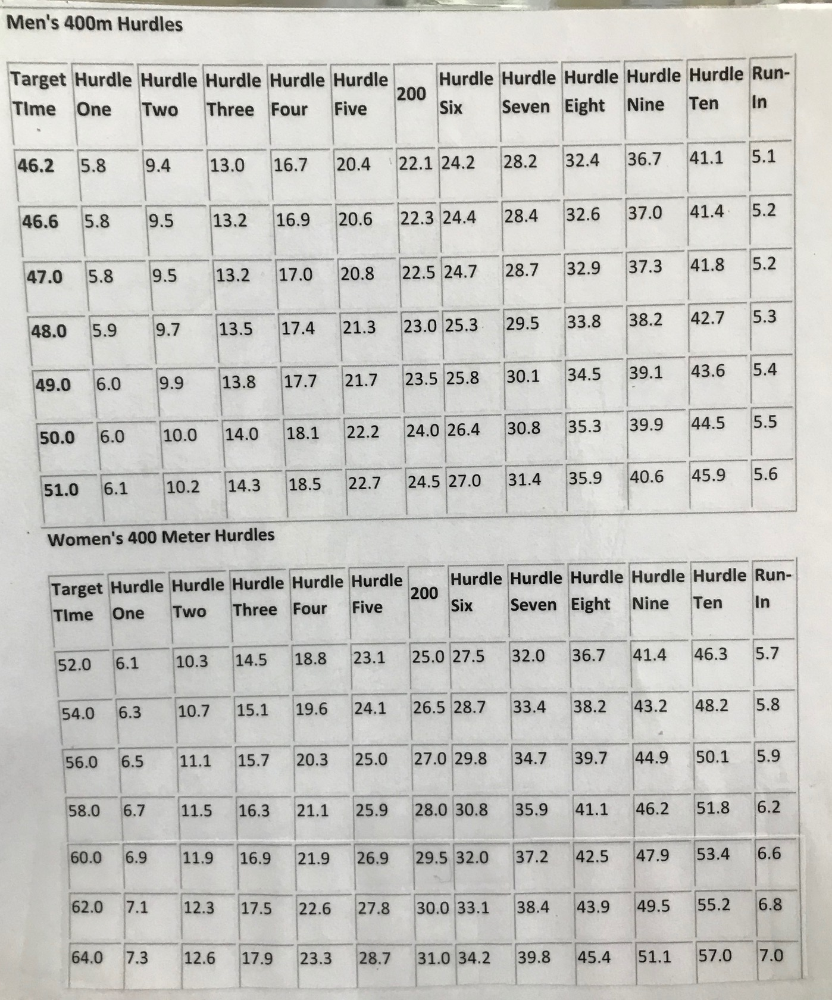 Men's 400m Hurdles
Target Hurdle Hurdle Hurdle Hurdle Hurdle 200 Hurdle Hurdle Hurdle Hurdle Hurdle Run-
TIme One Two Three Four Five Six Seven Eight Nine Ten In
46.2 5.8 9.4 13.0 16.7 20.4 22.1 24.2 28.2 32.4 36.7 41.1 5.1
46.6 5.8 9.5 13.2 16.9 20.6 22.3 24.4 28.4 32.6 37.0 41.4 5.2
47.0 5.8 9.5 13.2 17.0 20.8 22.5 24.7 28.7 32.9 37.3 41.8 5.2
48.0 5.9 9.7 13.5 17.4 21.3 23.0 25.3 29.5 33.8 38.2 42.7 5.3
49.0 6.0 9.9 13.8 17.7 21.7 23.5 25.8 30.1 34.5 39.1 43.6 5.4
50.0 6.0 10.0 14.0 18.1 22.2 24.0 26.4 30.8 35.3 39.9 44.5 5.5
51.0 6.1 10.2 14.3 18.5 22.7 24.5 27.0 31.4 35.9 40.6 45.9 5.6
Women's 400 Meter Hurdles
Target Hurdle Hurdle Hurdle Hurdle Hurdle 200 Hurdle Hurdle Hurdle Hurdle Hurdle Run-
TIme One Two Three Four Five Six Seven Eight Nine Ten In
52.0 6.1 10.3 14.5 18.8 23.1 25.0 27.5 32.0 36.7 41.4 46.3 5.7
54.0 6.3 10.7 15.1 19.6 24.1 26.5 28.7 33.4 38.2 43.2 48.2 5.8
56.0 6.5 11.1 15.7 20.3 25.0 27.0 29.8 34.7 39.7 44.9 50.1 5.9
58.0 6.7 11.5 16.3 21.1 25.9 28.0 30.8 35.9 41.1 46.2 51.8 6.2
60.0 6.9 11.9 16.9 21.9 26.9 29.5 32.0 37.2 42.5 47.9 53.4 6.6
62.0 7.1 12.3 17.5 22.6 27.8 30.0 33.1 38.4 43.9 49.5 55.2 6.8
64.0 7.3 12.6 17.9 23.3 28.7 31.0 34.2 39.8 45.4 51.1 57.0 7.0